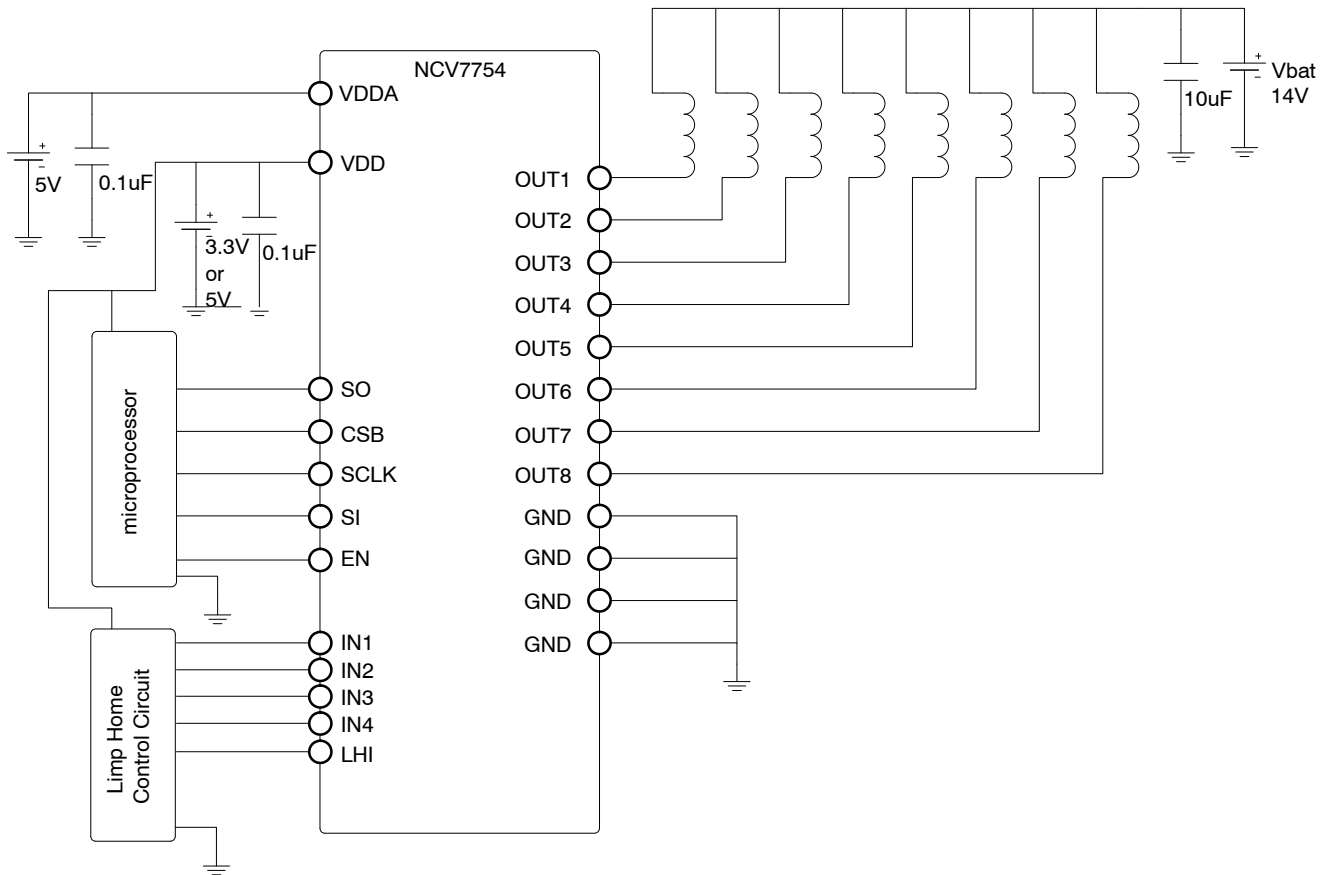 NCV7754
VDDA
VDD
+
-
5V
0.1uF
+
-
3.3V
or
5V
0.1uF
microprocessor
SO
CSB
SCLK
SI
EN
Limp Home
Control Circuit
IN1
IN2
IN3
IN4
LHI
OUT1
OUT2
OUT3
OUT4
OUT5
OUT6
OUT7
OUT8
GND
GND
GND
GND
10uF
+
-
Vbat
14V